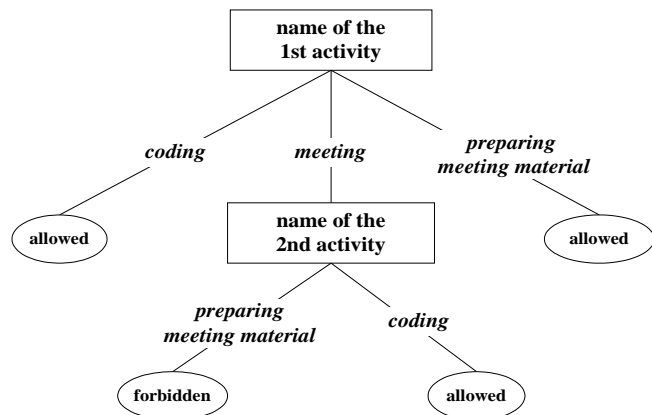 name of the
1st activity
coding
meeting
preparing
meeting material
allowed
name of the
2nd activity
allowed
preparing
meeting material
coding
forbidden
allowed